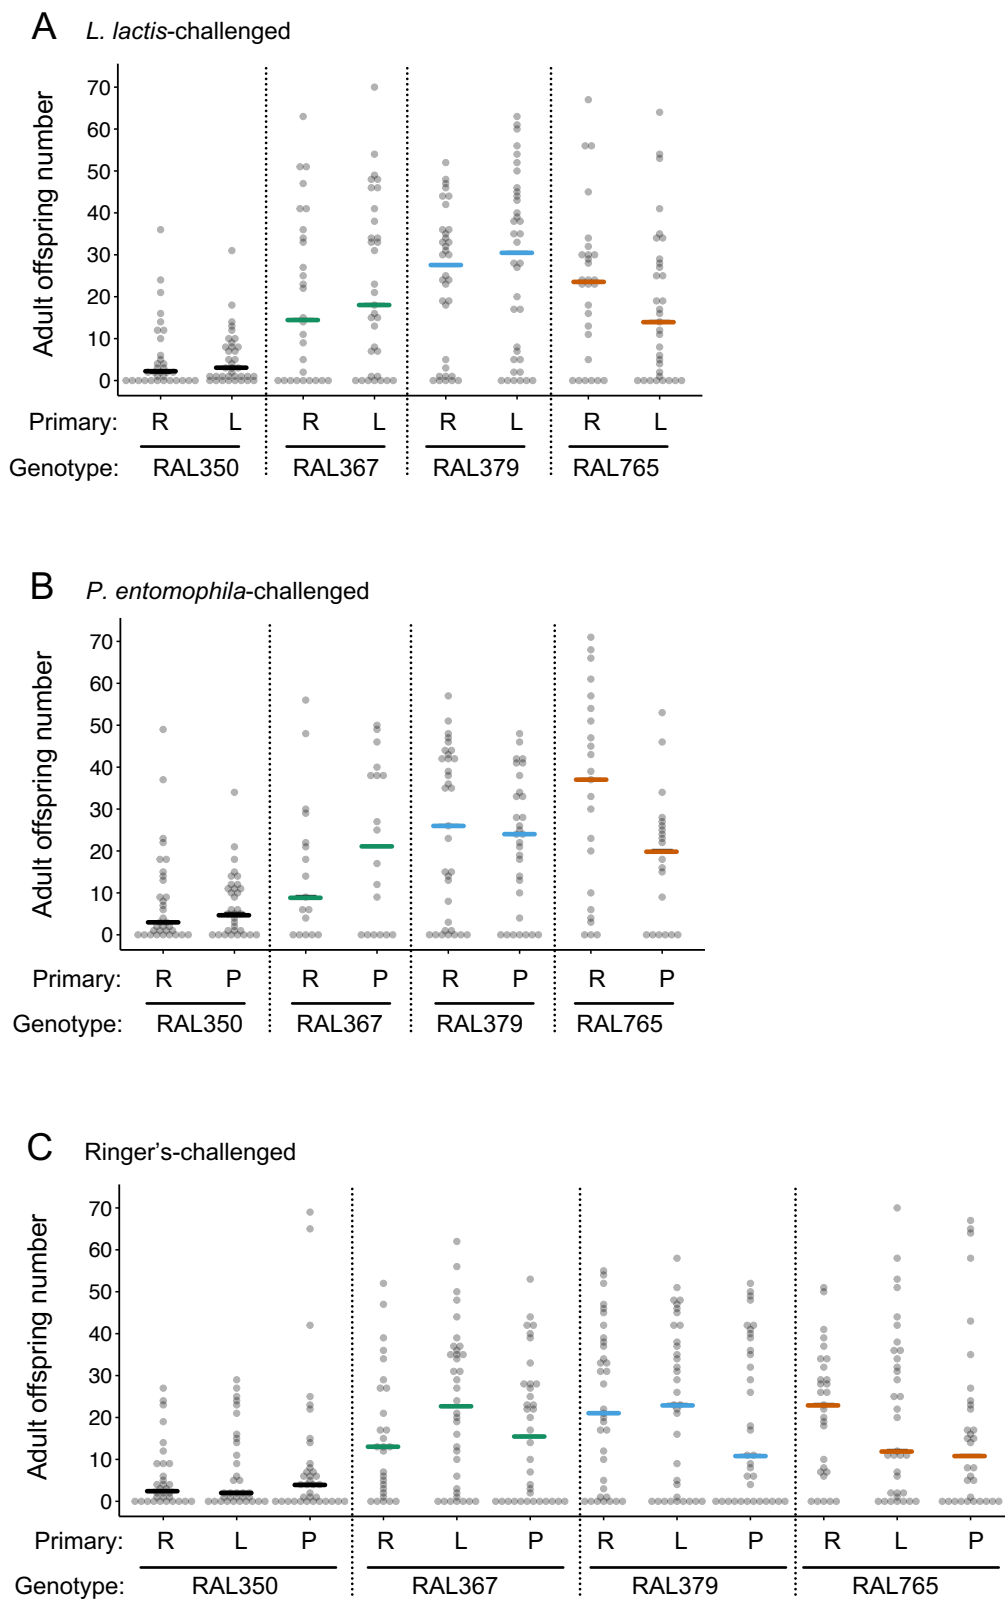 A L. lactis-challenged
Adult offspring number
70
60
50
40
30
20
10
0
Primary: R L R L R L R L
Genotype: RAL350 RAL367 RAL379 RAL765
B P. entomophila-challenged
Adult offspring number
70
60
50
40
30
20
10
0
Primary: R P R P R P R P
Genotype: RAL350 RAL367 RAL379 RAL765
C Ringer's-challenged
Adult offspring number
70
60
50
40
30
20
10
0
Primary: R L P R L P R L P R L P
Genotype: RAL350 RAL367 RAL379 RAL765